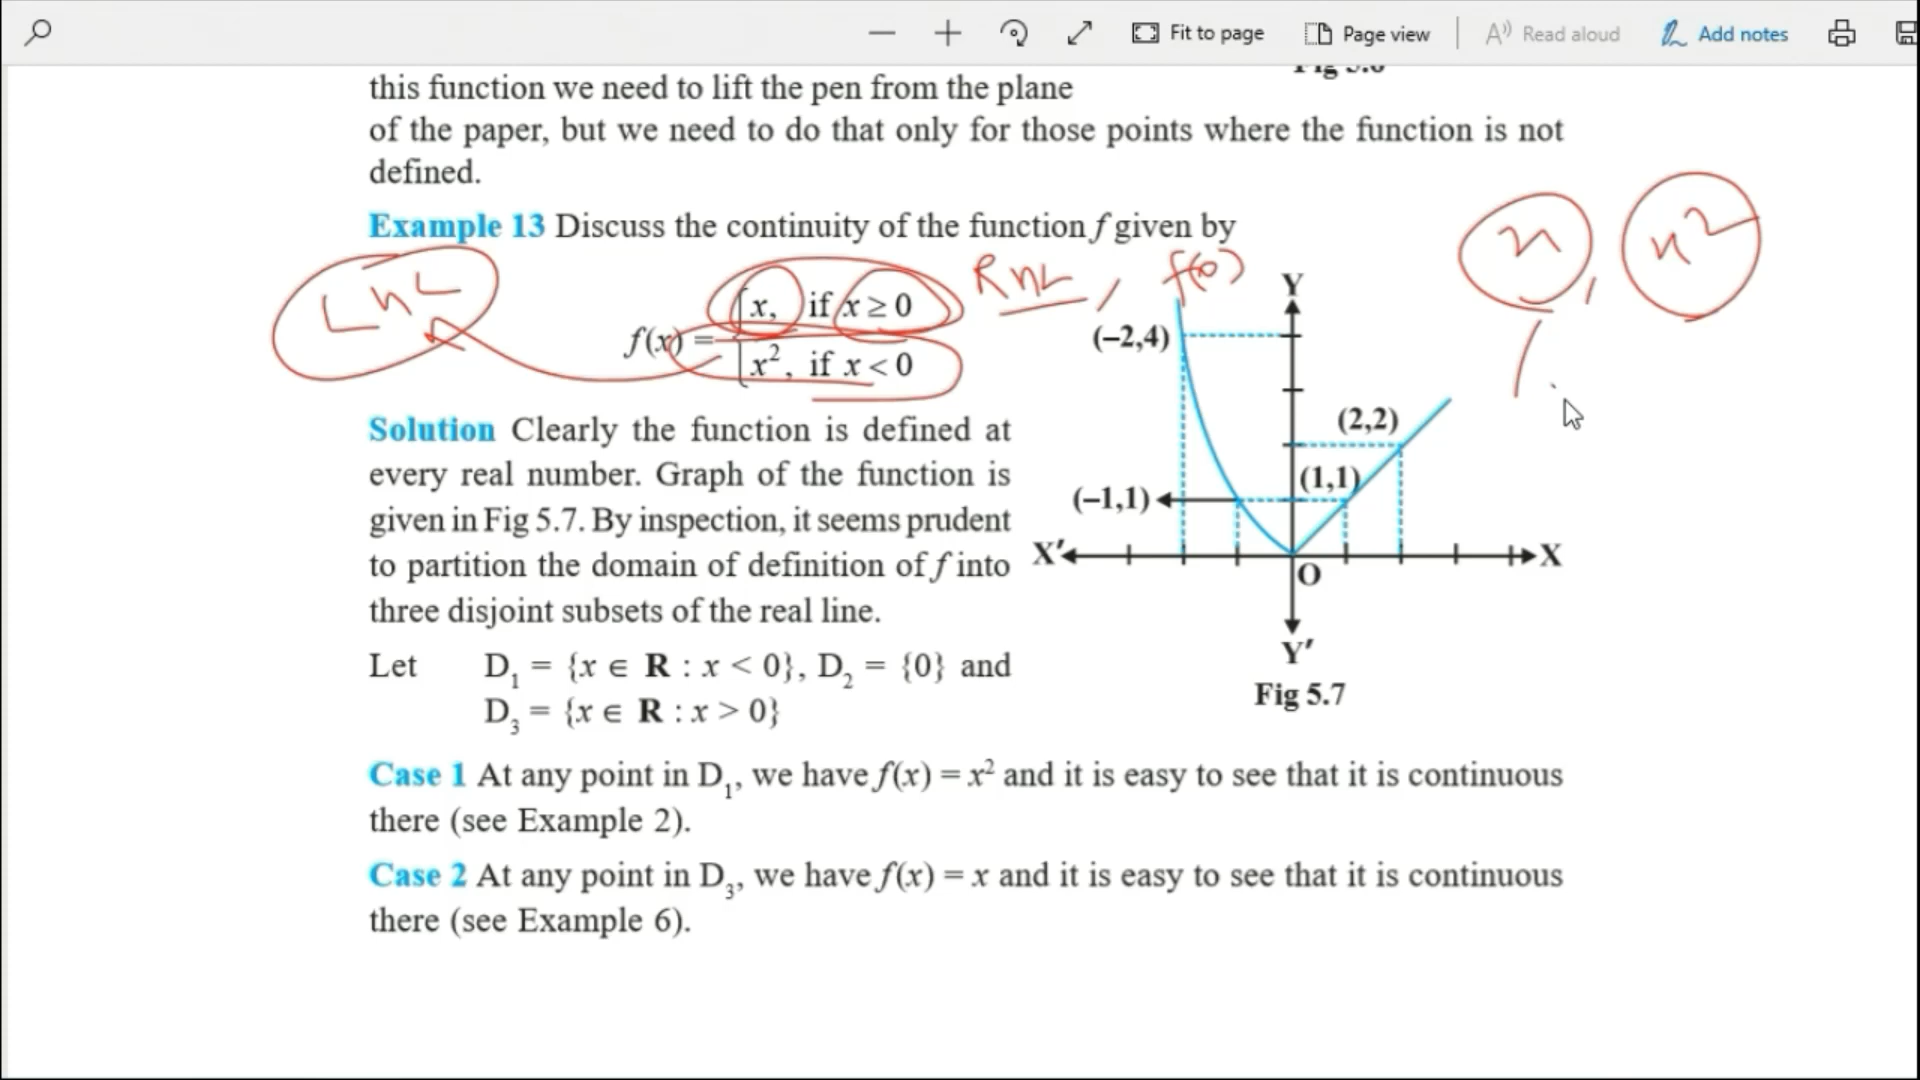 Fit to page Page view Read aloud Add notes
this function we need to lift the pen from the plane
of the paper, but we need to do that only for those points where the function is not
defined.
Example 13 Discuss the continuity of the function f given by
x, x²
LHL
f(x) = { x, if x ≥ 0
x², if x < 0
RHL, f(0)
Solution Clearly the function is defined at
every real number. Graph of the function is
given in Fig 5.7. By inspection, it seems prudent
to partition the domain of definition of f into
three disjoint subsets of the real line.
Let D₁ = {x ∈ R : x < 0}, D₂ = {0} and
D₃ = {x ∈ R : x > 0}
Y
(–2,4)
(2,2)
(1,1)
(–1,1)
X′ O X
Y′
Fig 5.7
Case 1 At any point in D₁, we have f(x) = x² and it is easy to see that it is continuous
there (see Example 2).
Case 2 At any point in D₃, we have f(x) = x and it is easy to see that it is continuous
there (see Example 6).